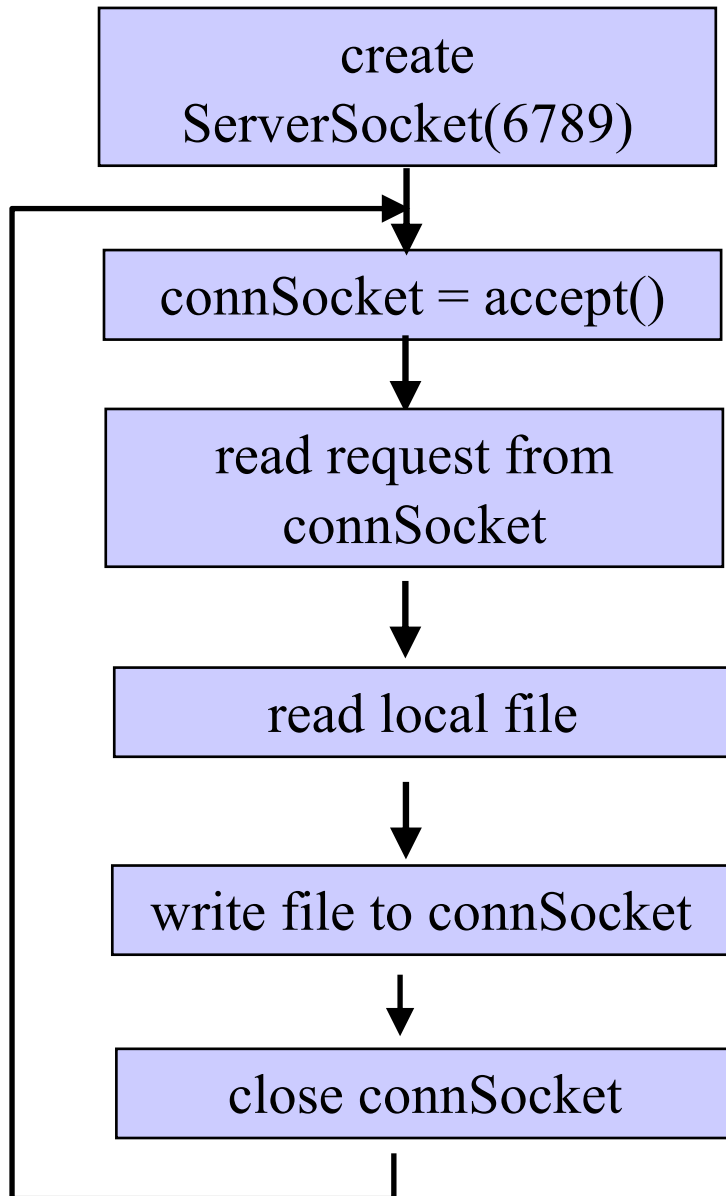 create
ServerSocket(6789)
connSocket = accept()
read request from
connSocket
read local file
write file to connSocket
close connSocket